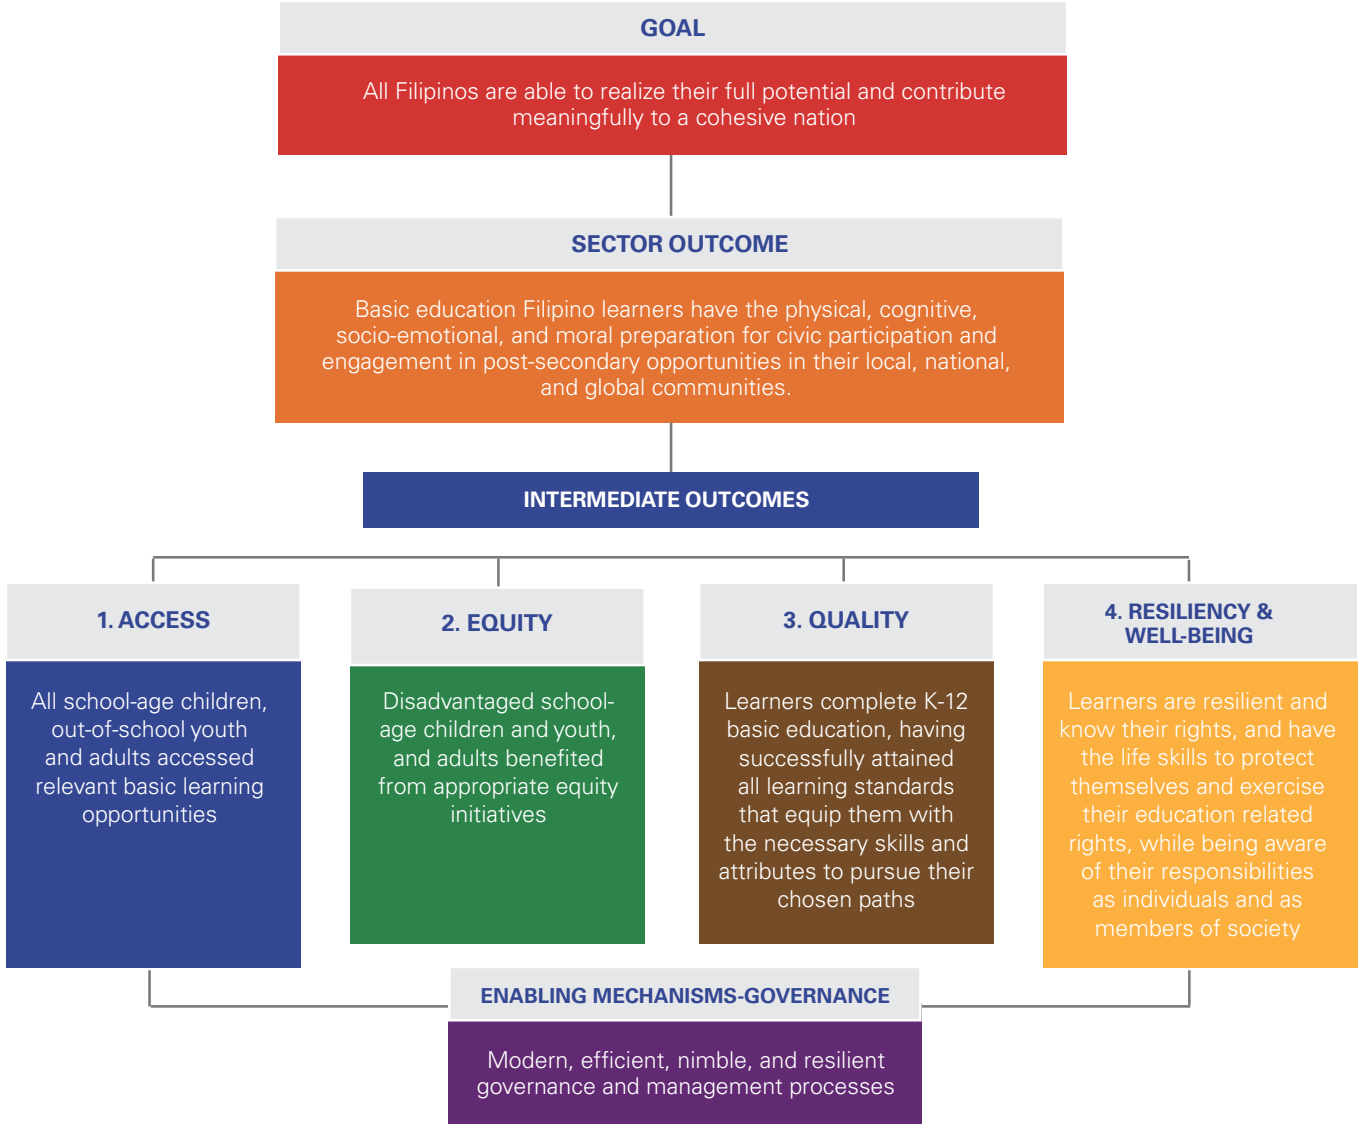 GOAL
All Filipinos are able to realize their full potential and contribute
meaningfully to a cohesive nation
SECTOR OUTCOME
Basic education Filipino learners have the physical, cognitive,
socio-emotional, and moral preparation for civic participation and
engagement in post-secondary opportunities in their local, national,
and global communities.
INTERMEDIATE OUTCOMES
1. ACCESS
All school-age children,
out-of-school youth
and adults accessed
relevant basic learning
opportunities
2. EQUITY
Disadvantaged school-
age children and youth,
and adults benefited
from appropriate equity
initiatives
3. QUALITY
Learners complete K-12
basic education, having
successfully attained
all learning standards
that equip them with
the necessary skills and
attributes to pursue their
chosen paths
4. RESILIENCY &
WELL-BEING
Learners are resilient and
know their rights, and have
the life skills to protect
themselves and exercise
their education related
rights, while being aware
of their responsibilities
as individuals and as
members of society
ENABLING MECHANISMS-GOVERNANCE
Modern, efficient, nimble, and resilient
governance and management processes